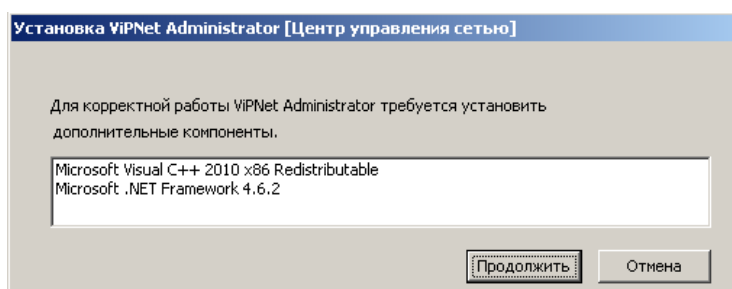 Установка ViPNet Administrator [Центр управления сетью]
Для корректной работы ViPNet Administrator требуется установить
дополнительные компоненты.
Microsoft Visual C++ 2010 x86 Redistributable
Microsoft .NET Framework 4.6.2
Продолжить
Отмена